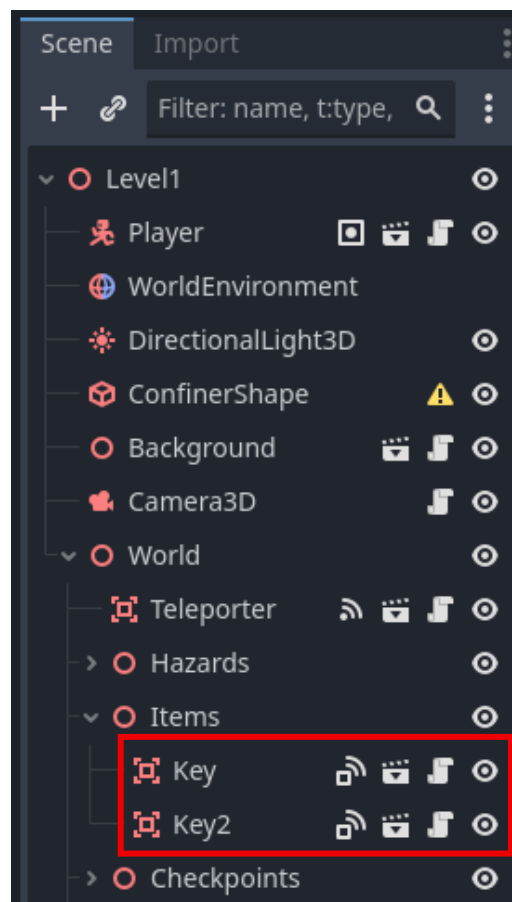 Scene Import
Filter: name, t:type,
Level1
Player
WorldEnvironment
DirectionalLight3D
ConfinerShape
Background
Camera3D
World
Teleporter
Hazards
Items
Key
Key2
Checkpoints